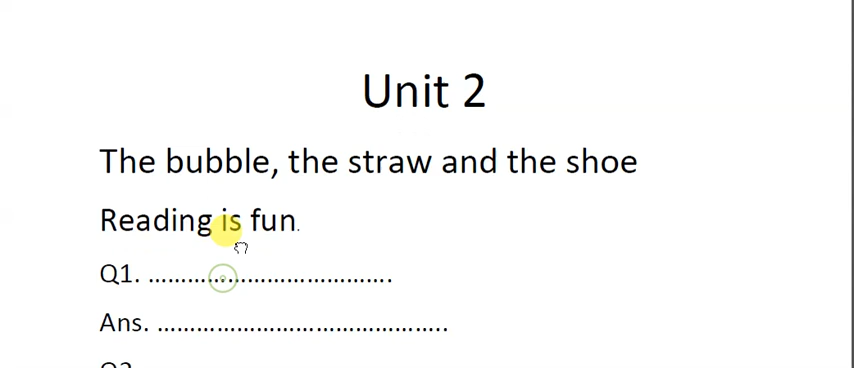 Unit 2
The bubble, the straw and the shoe
Reading is fun.
Q1. ……………………………….
Ans. ……………………………………..